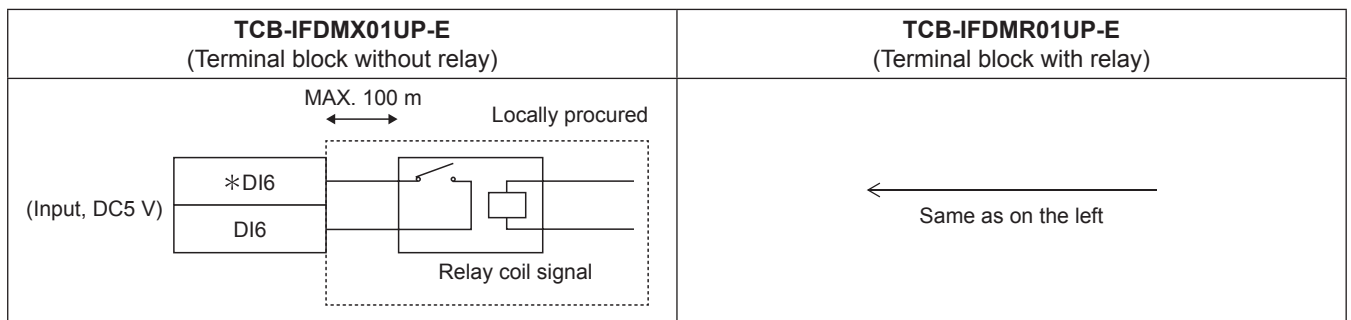 TCB-IFDMX01UP-E
(Terminal block without relay)
TCB-IFDMR01UP-E
(Terminal block with relay)
MAX. 100 m
Locally procured
(Input, DC5 V)
＊DI6
DI6
Relay coil signal
Same as on the left